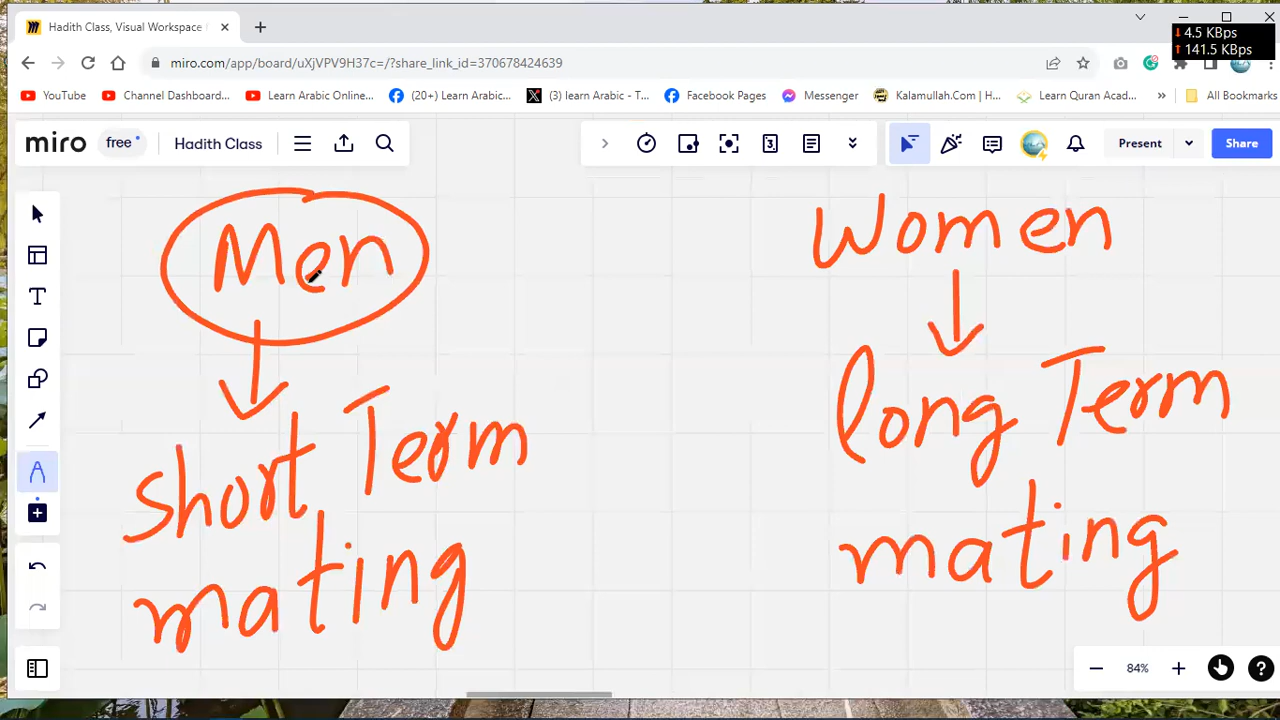 Hadith Class, Visual Workspace f
4.5 KBps
141.5 KBps
miro.com/app/board/uXjVPV9H37c=/?share_link_id=370678424639
YouTube Channel Dashboard... Learn Arabic Online... (20+) Learn Arabic... (3) learn Arabic - T... Facebook Pages Messenger Kalamullah.Com | H... Learn Quran Acad... » All Bookmarks
miro free Hadith Class Present Share
Men
Women
short Term
mating
long Term
mating
84%